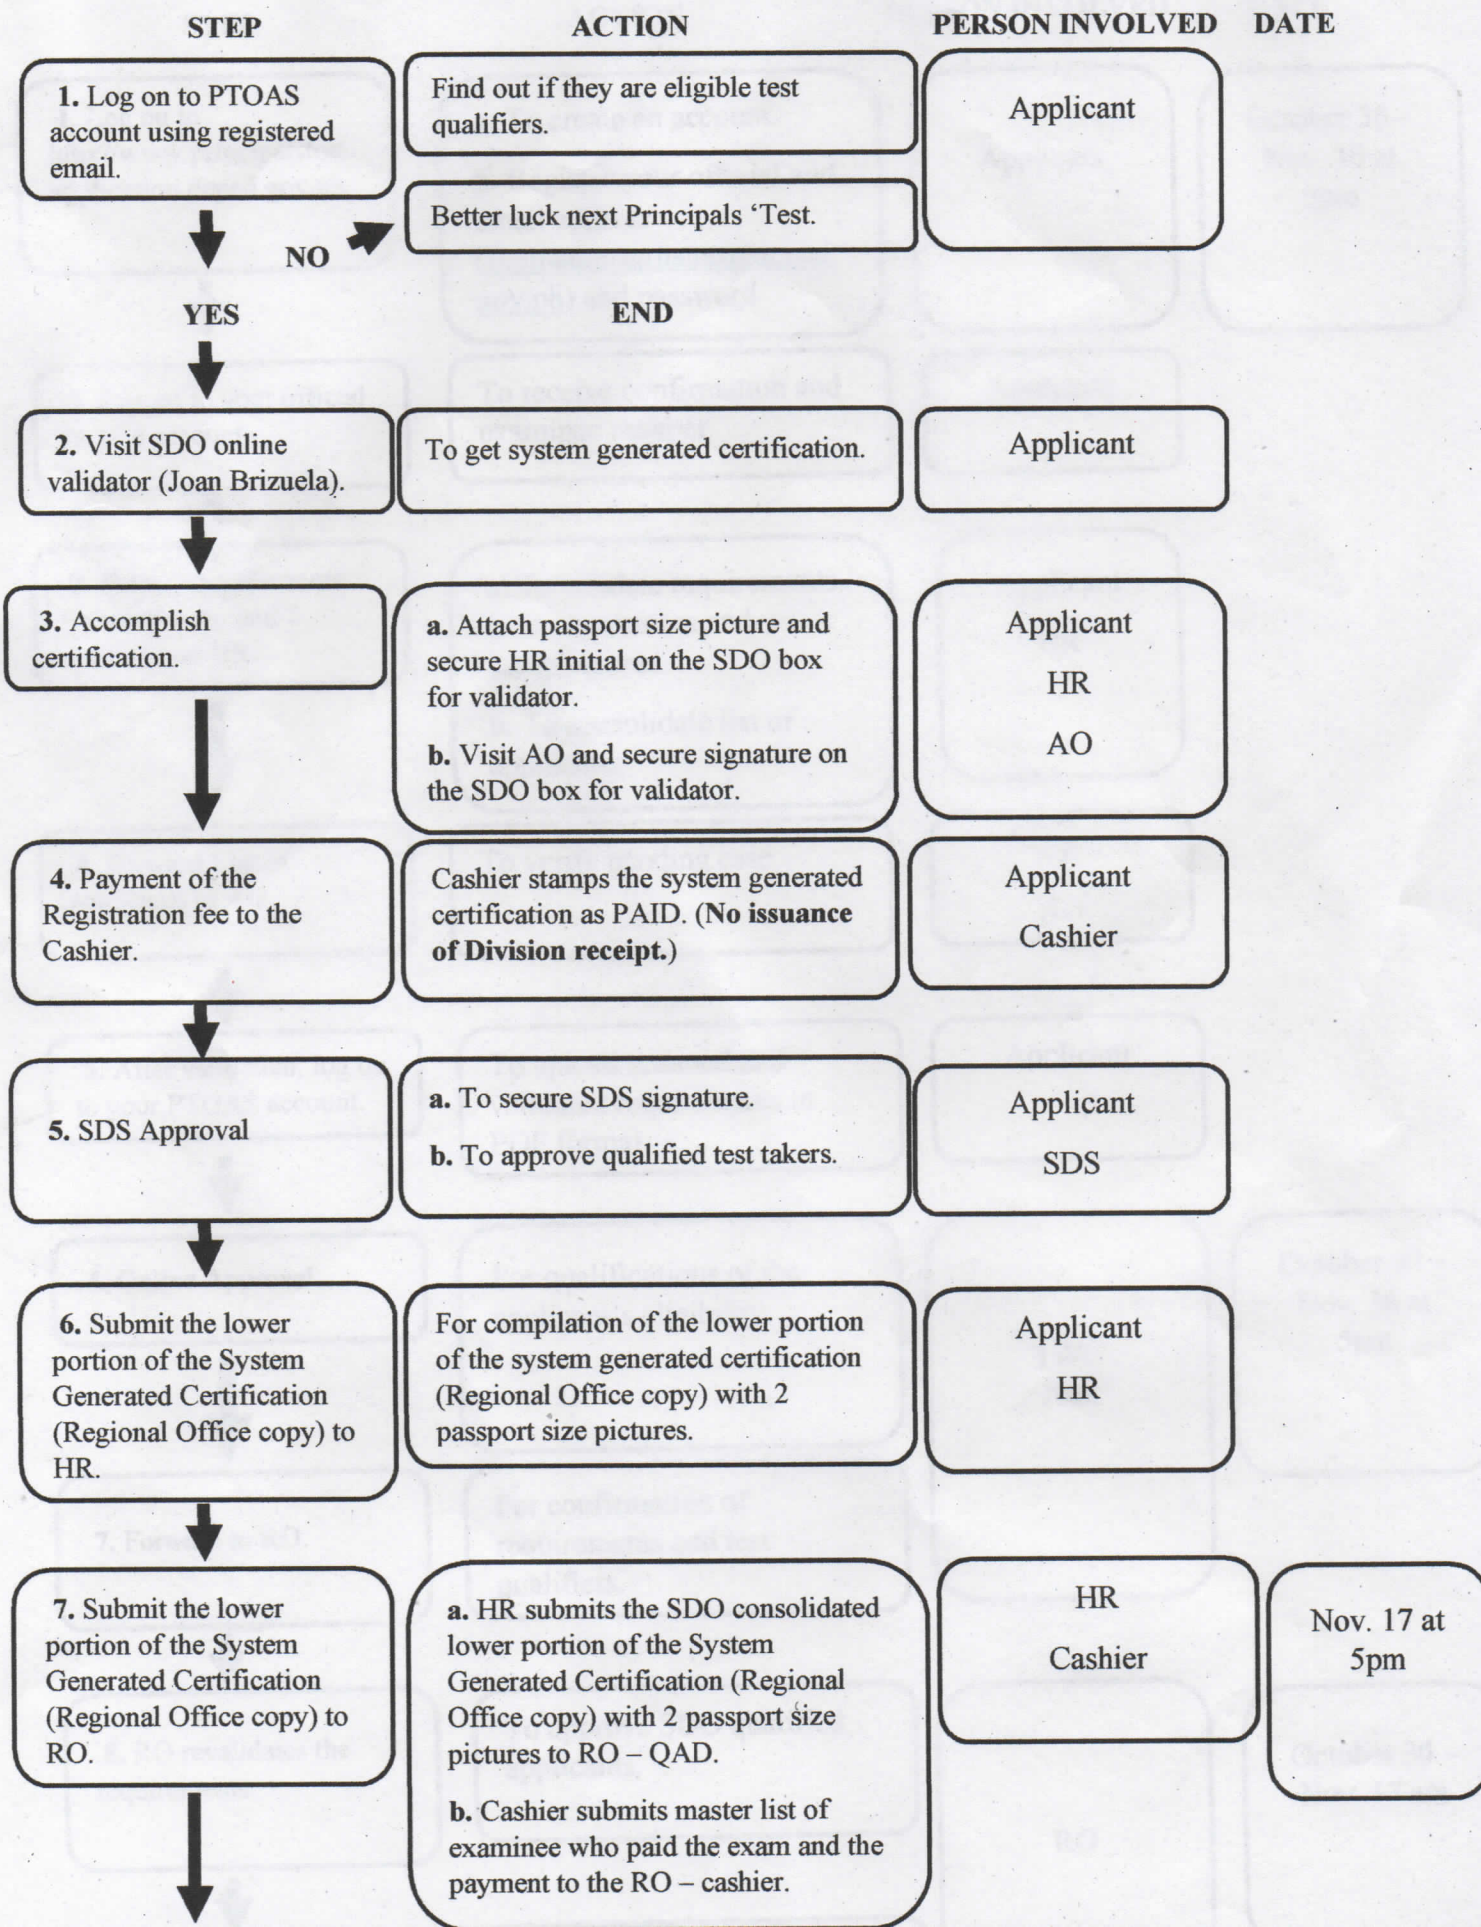 STEP ACTION PERSON INVOLVED DATE
1. Log on to PTOAS
account using registered
email.
Find out if they are eligible test
qualifiers.
Applicant
Better luck next Principals ‘Test.
NO
YES
END
2. Visit SDO online
validator (Joan Brizuela).
To get system generated certification.
Applicant
3. Accomplish
certification.
a. Attach passport size picture and
secure HR initial on the SDO box
for validator.
b. Visit AO and secure signature on
the SDO box for validator.
Applicant
HR
AO
4. Payment of the
Registration fee to the
Cashier.
Cashier stamps the system generated
certification as PAID. (No issuance
of Division receipt.)
Applicant
Cashier
5. SDS Approval
a. To secure SDS signature.
b. To approve qualified test takers.
Applicant
SDS
6. Submit the lower
portion of the System
Generated Certification
(Regional Office copy) to
HR.
For compilation of the lower portion
of the system generated certification
(Regional Office copy) with 2
passport size pictures.
Applicant
HR
7. Submit the lower
portion of the System
Generated Certification
(Regional Office copy) to
RO.
a. HR submits the SDO consolidated
lower portion of the System
Generated Certification (Regional
Office copy) with 2 passport size
pictures to RO – QAD.
b. Cashier submits master list of
examinee who paid the exam and the
payment to the RO – cashier.
HR
Cashier
Nov. 17 at
5pm